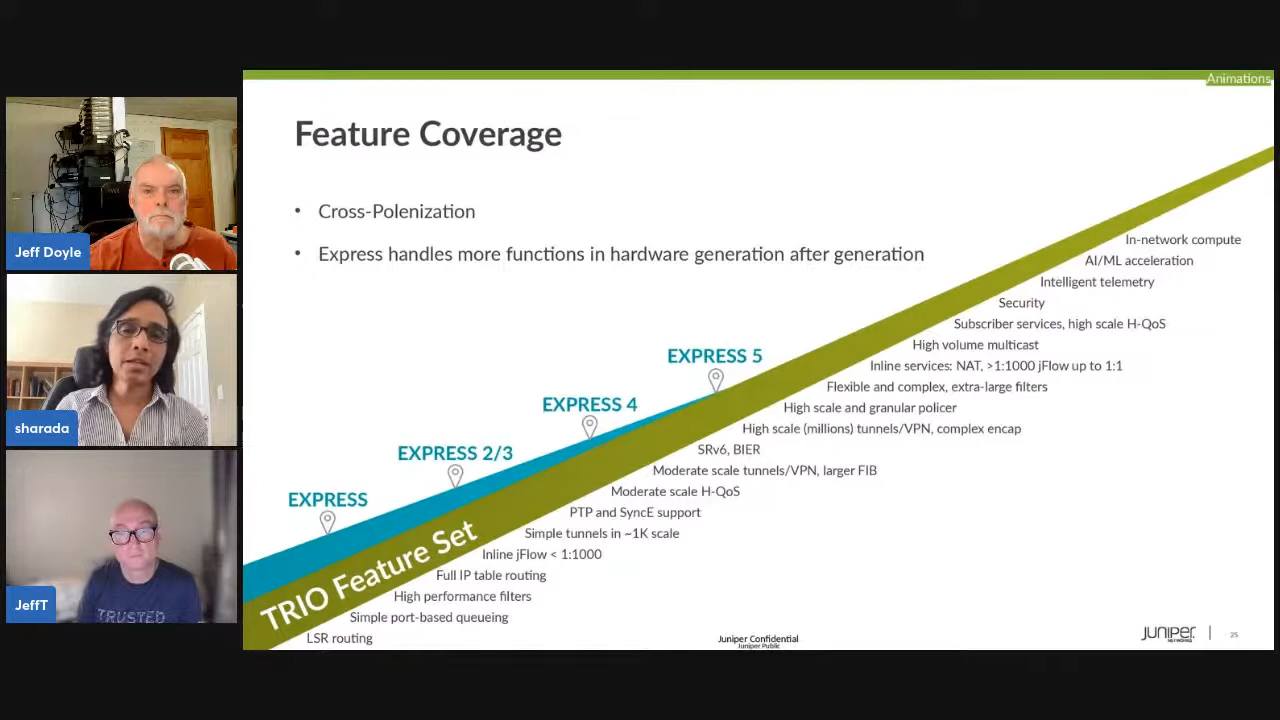 Animations
Feature Coverage
• Cross-Polenization
• Express handles more functions in hardware generation after generation
EXPRESS
EXPRESS 2/3
EXPRESS 4
EXPRESS 5
TRIO Feature Set
In-network compute
AI/ML acceleration
Intelligent telemetry
Security
Subscriber services, high scale H-QoS
High volume multicast
Inline services: NAT, >1:1000 jFlow up to 1:1
Flexible and complex, extra-large filters
High scale and granular policer
High scale (millions) tunnels/VPN, complex encap
SRv6, BIER
Moderate scale tunnels/VPN, larger FIB
Moderate scale H-QoS
PTP and SyncE support
Simple tunnels in ~1K scale
Inline jFlow < 1:1000
Full IP table routing
High performance filters
Simple port-based queueing
LSR routing
Juniper Confidential
Juniper Public
JUNIPER
NETWORKS
25
Jeff Doyle
sharada
JeffT
TRUSTED